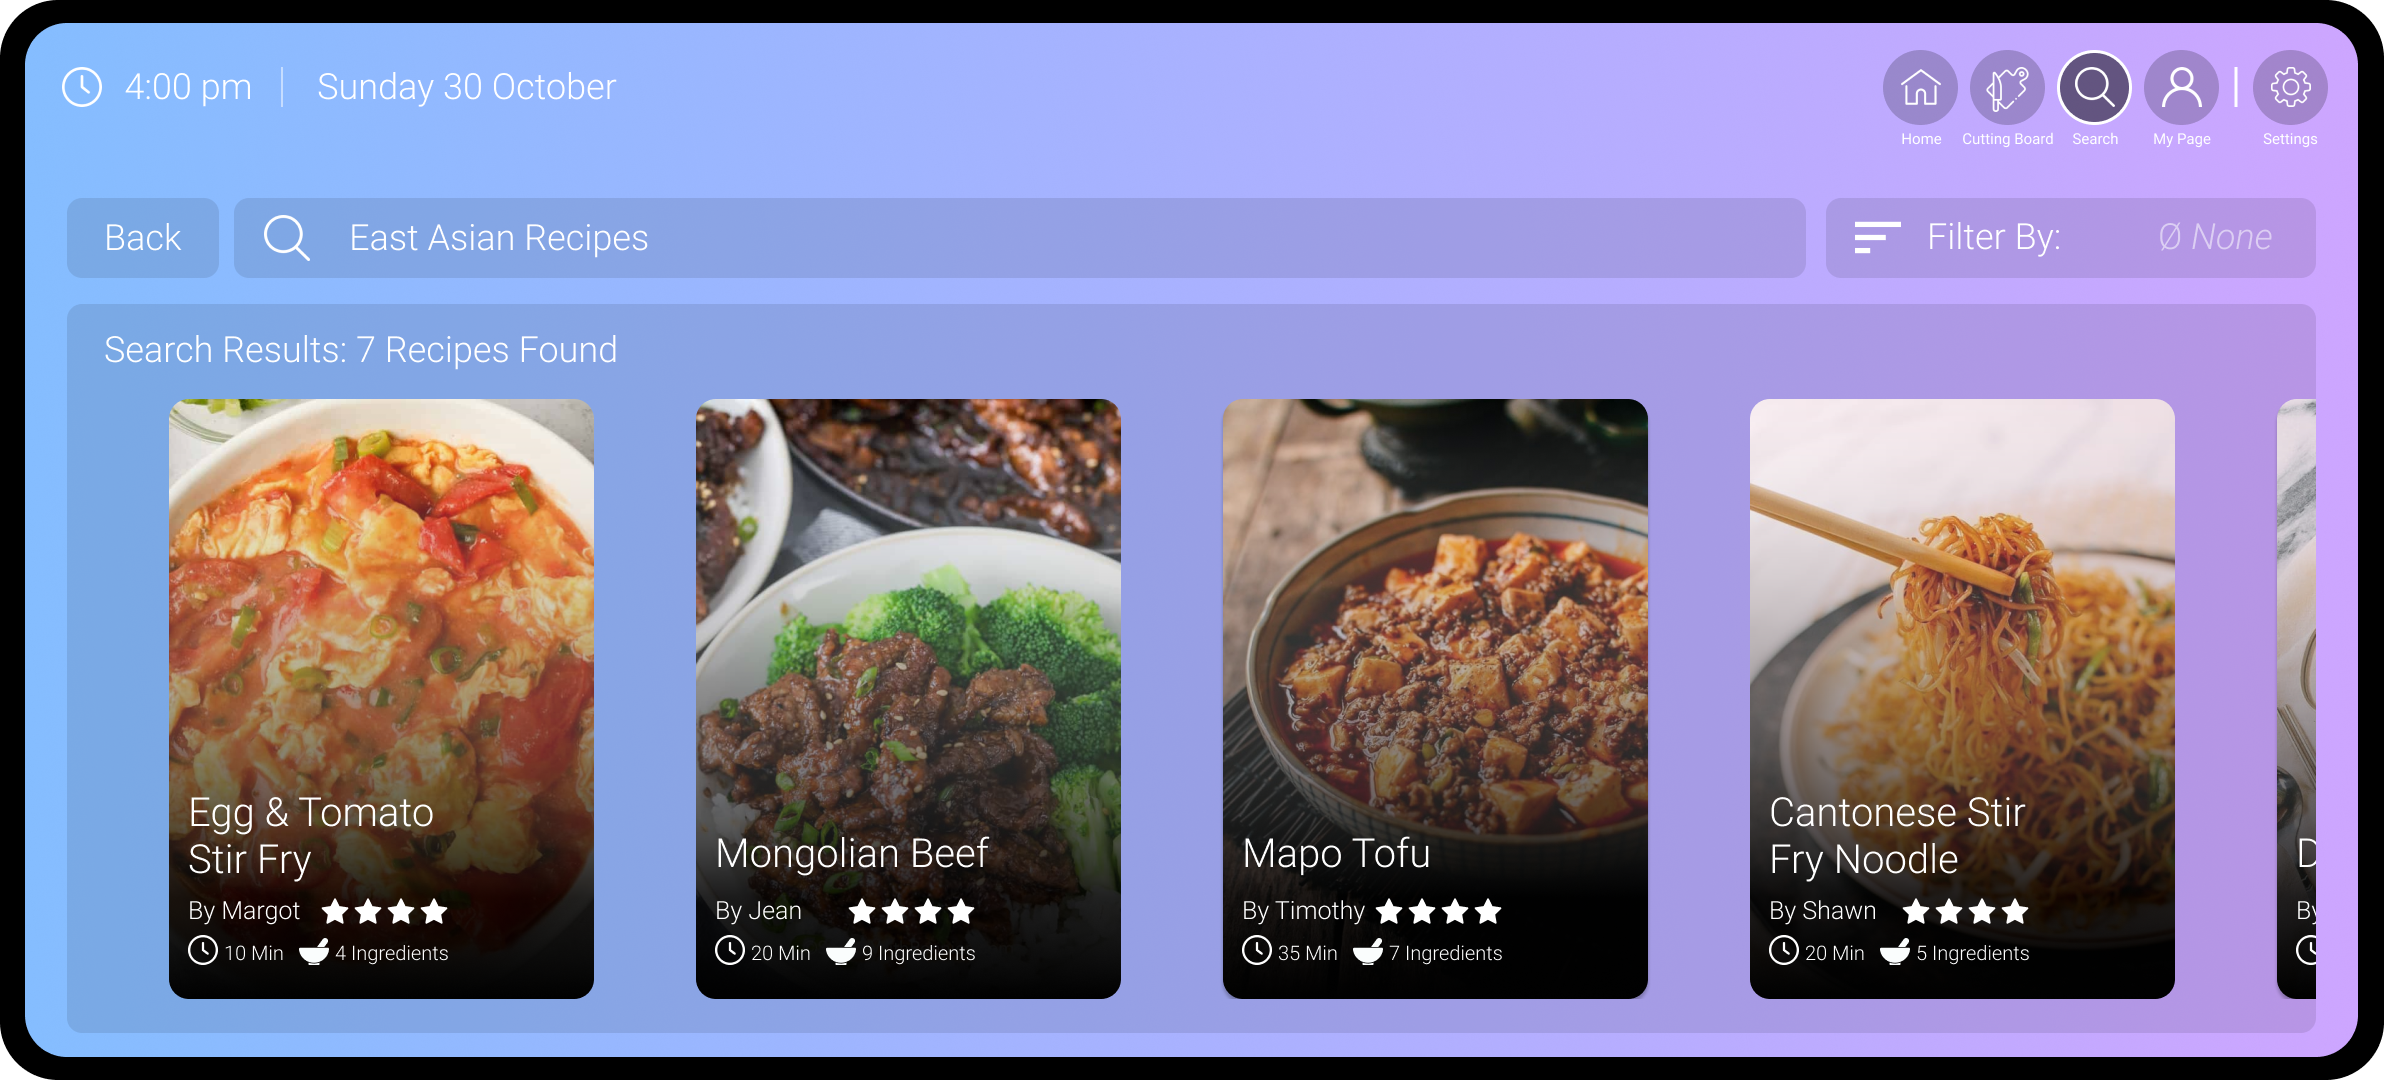 4:00 pm
Sunday 30 October
Home
Cutting Board
Search
My Page
Settings
Back
East Asian Recipes
Filter By:
Ø None
Search Results: 7 Recipes Found
Egg & Tomato
Stir Fry
By Margot
10 Min
4 Ingredients
Mongolian Beef
By Jean
20 Min
9 Ingredients
Mapo Tofu
By Timothy
35 Min
7 Ingredients
Cantonese Stir
Fry Noodle
By Shawn
20 Min
5 Ingredients